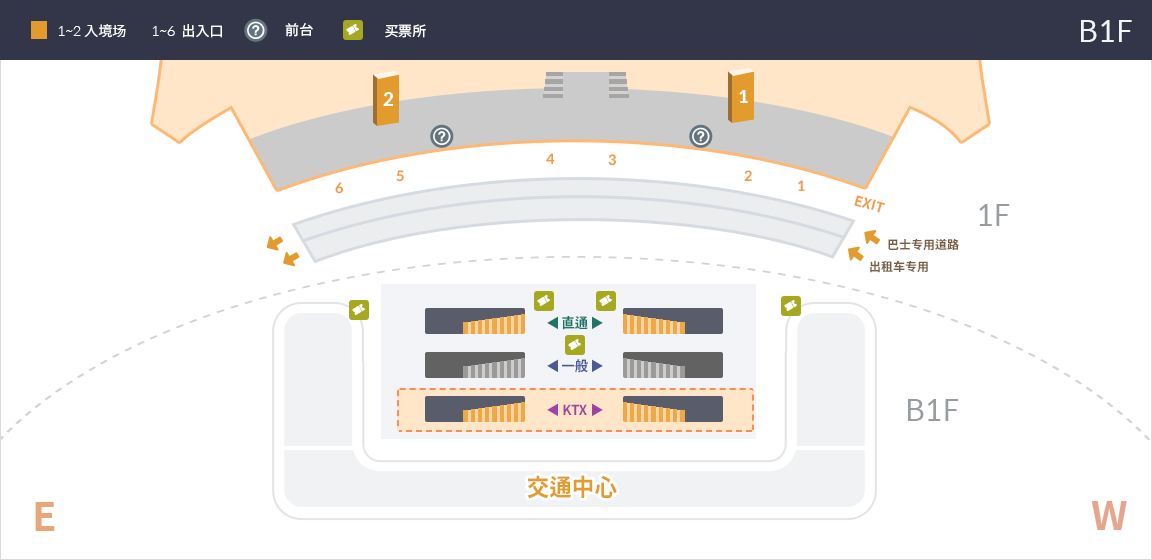 1~2 入境场 1~6 出入口 ? 前台 买票所 B1F
2 1
? ?
4 3
5 2
6 1
EXIT
1F
巴士专用道路
出租车专用
直通
一般
KTX
B1F
交通中心
E W